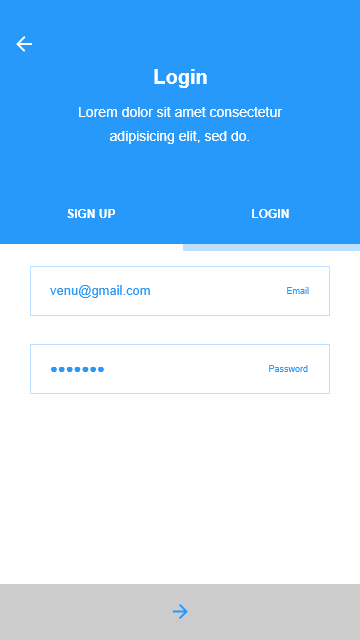 Login
Lorem dolor sit amet consectetur
adipisicing elit, sed do.
SIGN UP
LOGIN
venu@gmail.com
Email
•••••••
Password